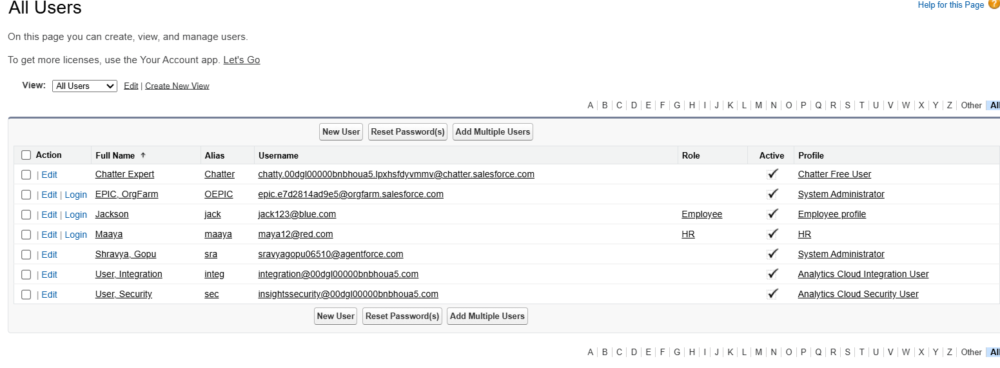 All Users
Help for this Page
On this page you can create, view, and manage users.
To get more licenses, use the Your Account app. Let's Go
View: All Users Edit | Create New View
A | B | C | D | E | F | G | H | I | J | K | L | M | N | O | P | Q | R | S | T | U | V | W | X | Y | Z | Other | All
New User Reset Password(s) Add Multiple Users
Action Full Name ↑ Alias Username Role Active Profile
| Edit Chatter Expert Chatter chatty.00dgl00000bnbhoua5.lpxhsfdyvmmv@chatter.salesforce.com Chatter Free User
| Edit | Login EPIC, OrgFarm OEPIC epic.e7d2814ad9e5@orgfarm.salesforce.com System Administrator
| Edit | Login Jackson jack jack123@blue.com Employee Employee profile
| Edit | Login Maaya maaya maya12@red.com HR HR
| Edit Shravya, Gopu sra sravyagopu06510@agentforce.com System Administrator
| Edit User, Integration integ integration@00dgl00000bnbhoua5.com Analytics Cloud Integration User
| Edit User, Security sec insightssecurity@00dgl00000bnbhoua5.com Analytics Cloud Security User
New User Reset Password(s) Add Multiple Users
A | B | C | D | E | F | G | H | I | J | K | L | M | N | O | P | Q | R | S | T | U | V | W | X | Y | Z | Other | All